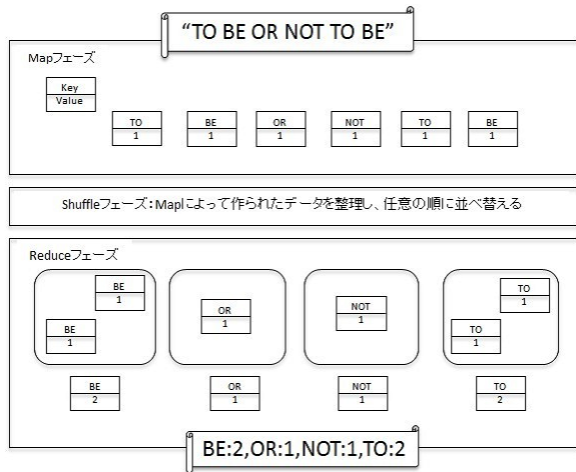 “TO BE OR NOT TO BE”
Mapフェーズ
Key
Value
TO BE OR NOT TO BE
1 1 1 1 1 1
Shuffleフェーズ：Mapによって作られたデータを整理し、任意の順に並べ替える
Reduceフェーズ
BE
1
BE
1
OR
1
NOT
1
TO
1
TO
1
BE OR NOT TO
2 1 1 2
BE:2,OR:1,NOT:1,TO:2